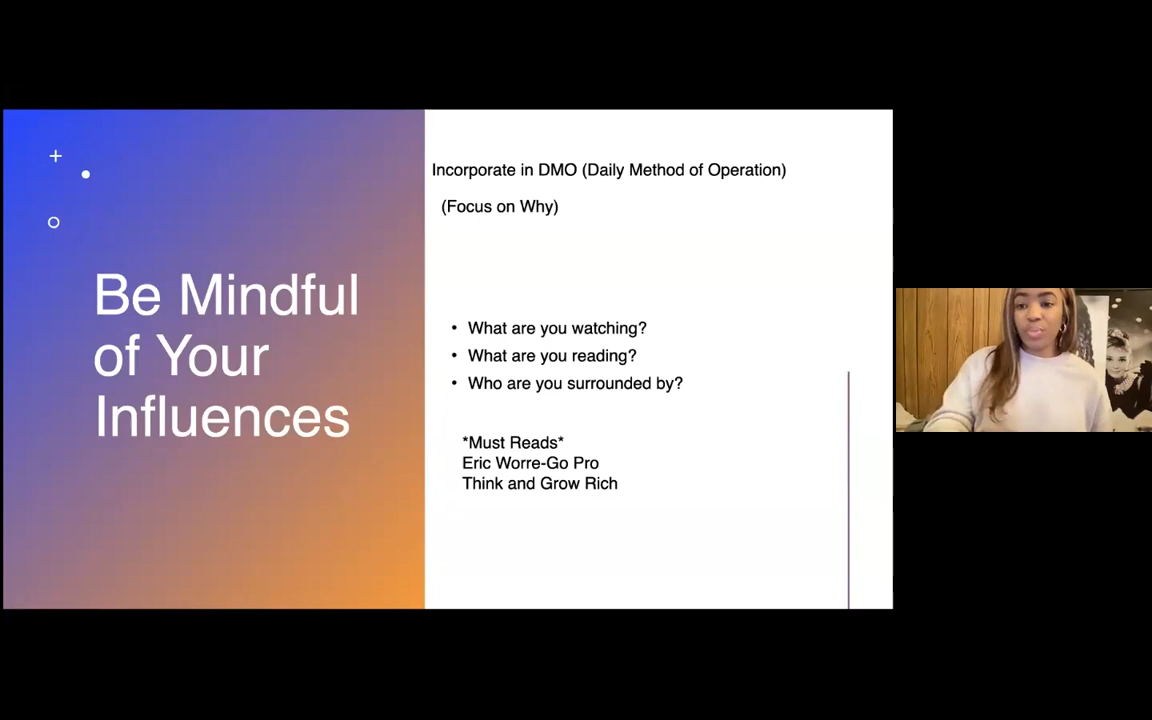 Be Mindful
of Your
Influences
Incorporate in DMO (Daily Method of Operation)
(Focus on Why)
• What are you watching?
• What are you reading?
• Who are you surrounded by?
*Must Reads*
Eric Worre-Go Pro
Think and Grow Rich